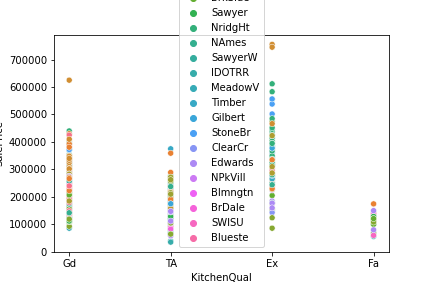 Sawyer
NridgHt
NAmes
SawyerW
IDOTRR
MeadowV
Timber
Gilbert
StoneBr
ClearCr
Edwards
NPkVill
Blmngtn
BrDale
SWISU
Blueste
700000
600000
500000
400000
300000
200000
100000
0
Gd TA Ex Fa
KitchenQual